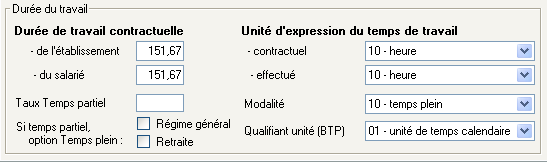 Durée du travail
Durée de travail contractuelle
- de l'établissement
151,67
- du salarié
151,67
Taux Temps partiel
Si temps partiel,
option Temps plein :
Régime général
Retraite
Unité d'expression du temps de travail
- contractuel
10 - heure
- effectué
10 - heure
Modalité
10 - temps plein
Qualifiant unité (BTP)
01 - unité de temps calendaire